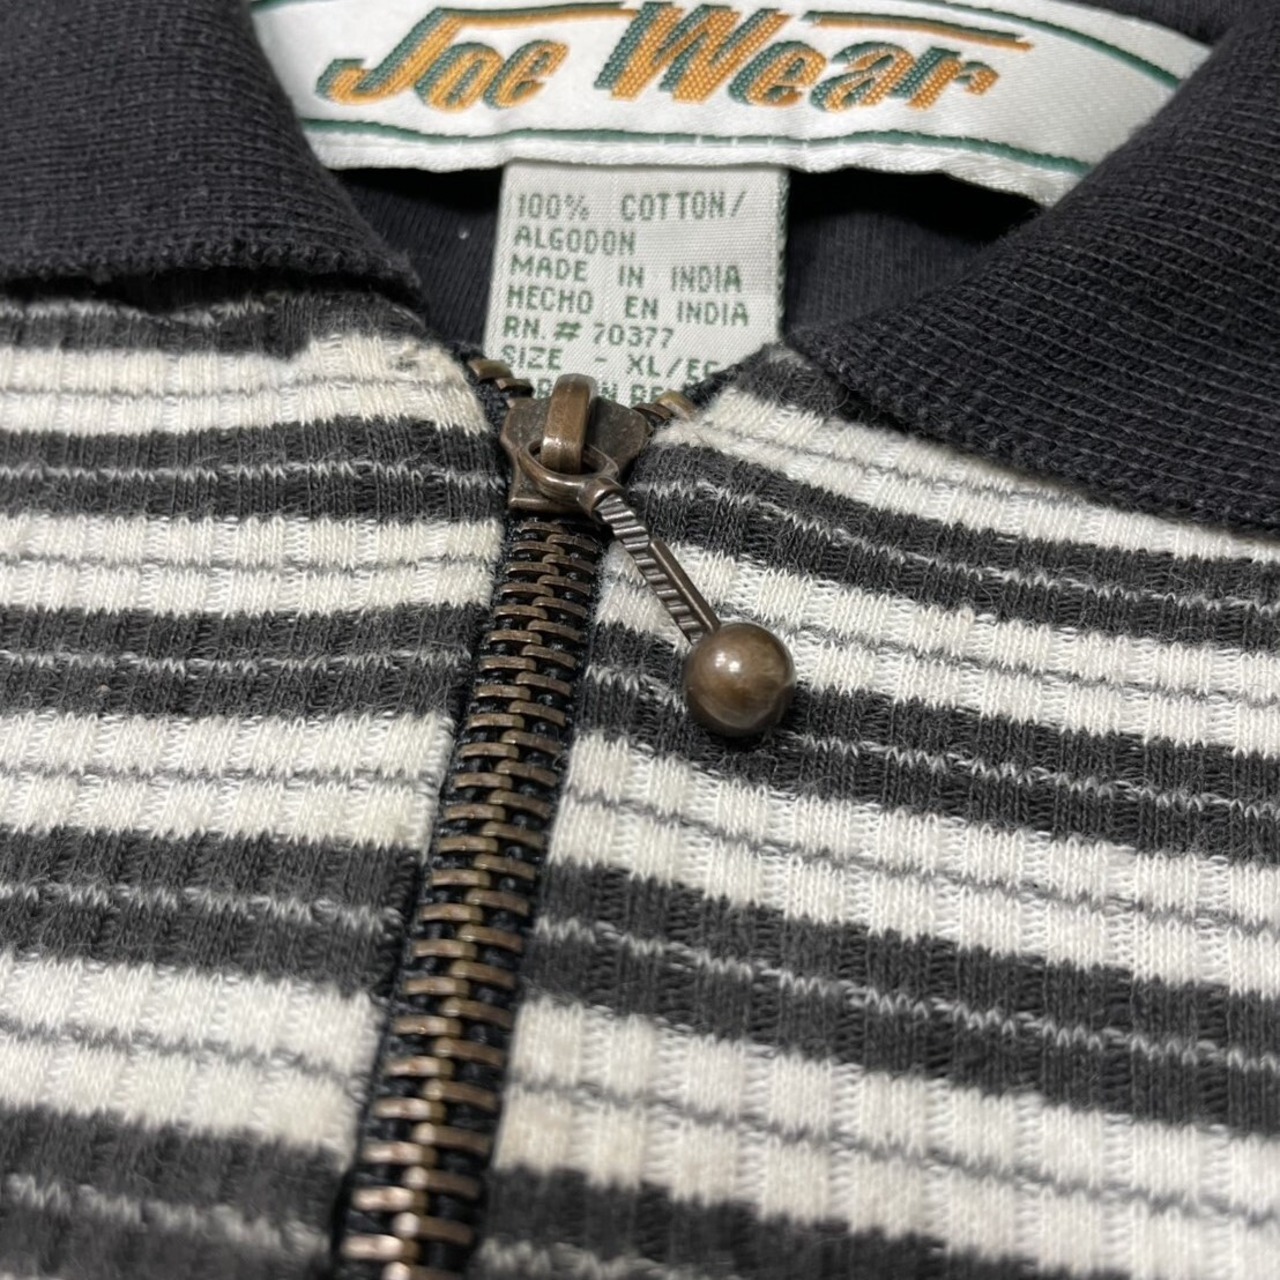 Joe Wear
100% COTTON/
ALGODON
MADE IN INDIA
HECHO EN INDIA
RN.# 70377
SIZE - XL/EG